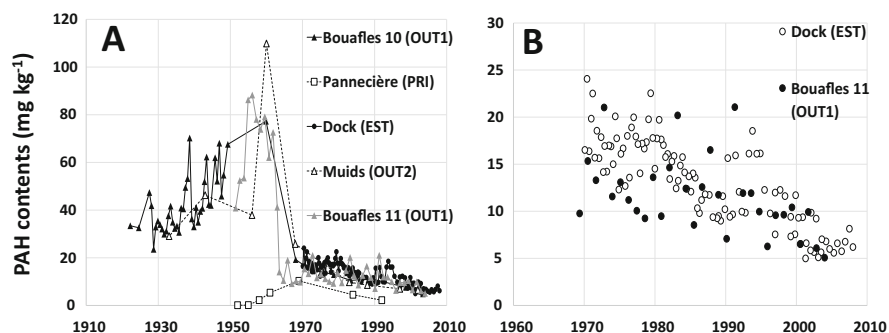 A
PAH contents (mg kg-1)
120
100
80
60
40
20
0
1910
1930
1950
1970
1990
2010
Bouafles 10 (OUT1)
Pannecière (PRI)
Dock (EST)
Muids (OUT2)
Bouafles 11 (OUT1)
B
30
25
20
15
10
5
0
1960
1970
1980
1990
2000
2010
Dock (EST)
Bouafles 11
(OUT1)